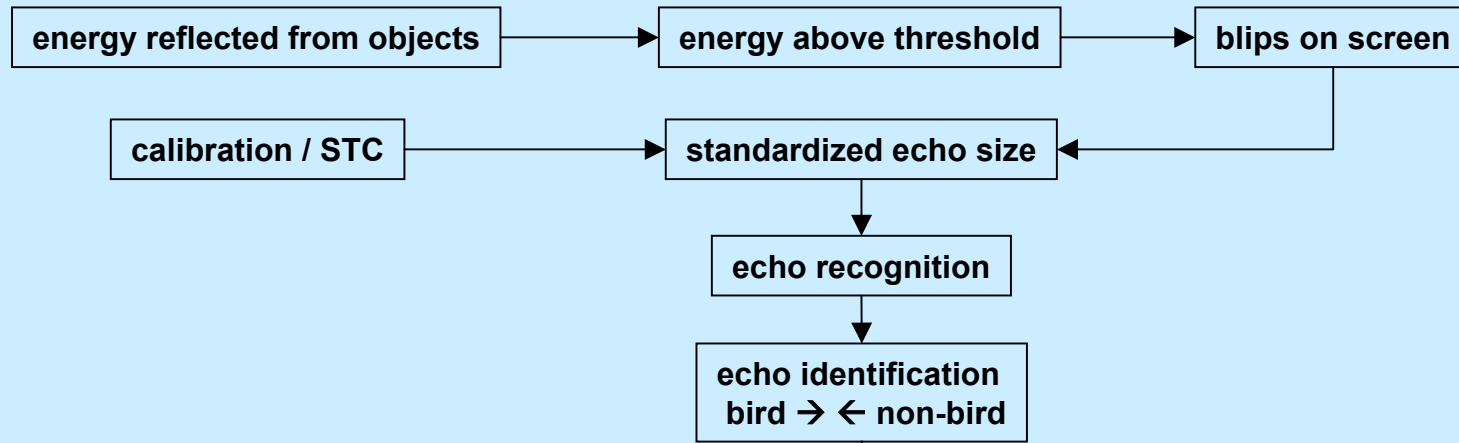 energy reflected from objects
energy above threshold
blips on screen
calibration / STC
standardized echo size
echo recognition
echo identification
bird → ← non-bird